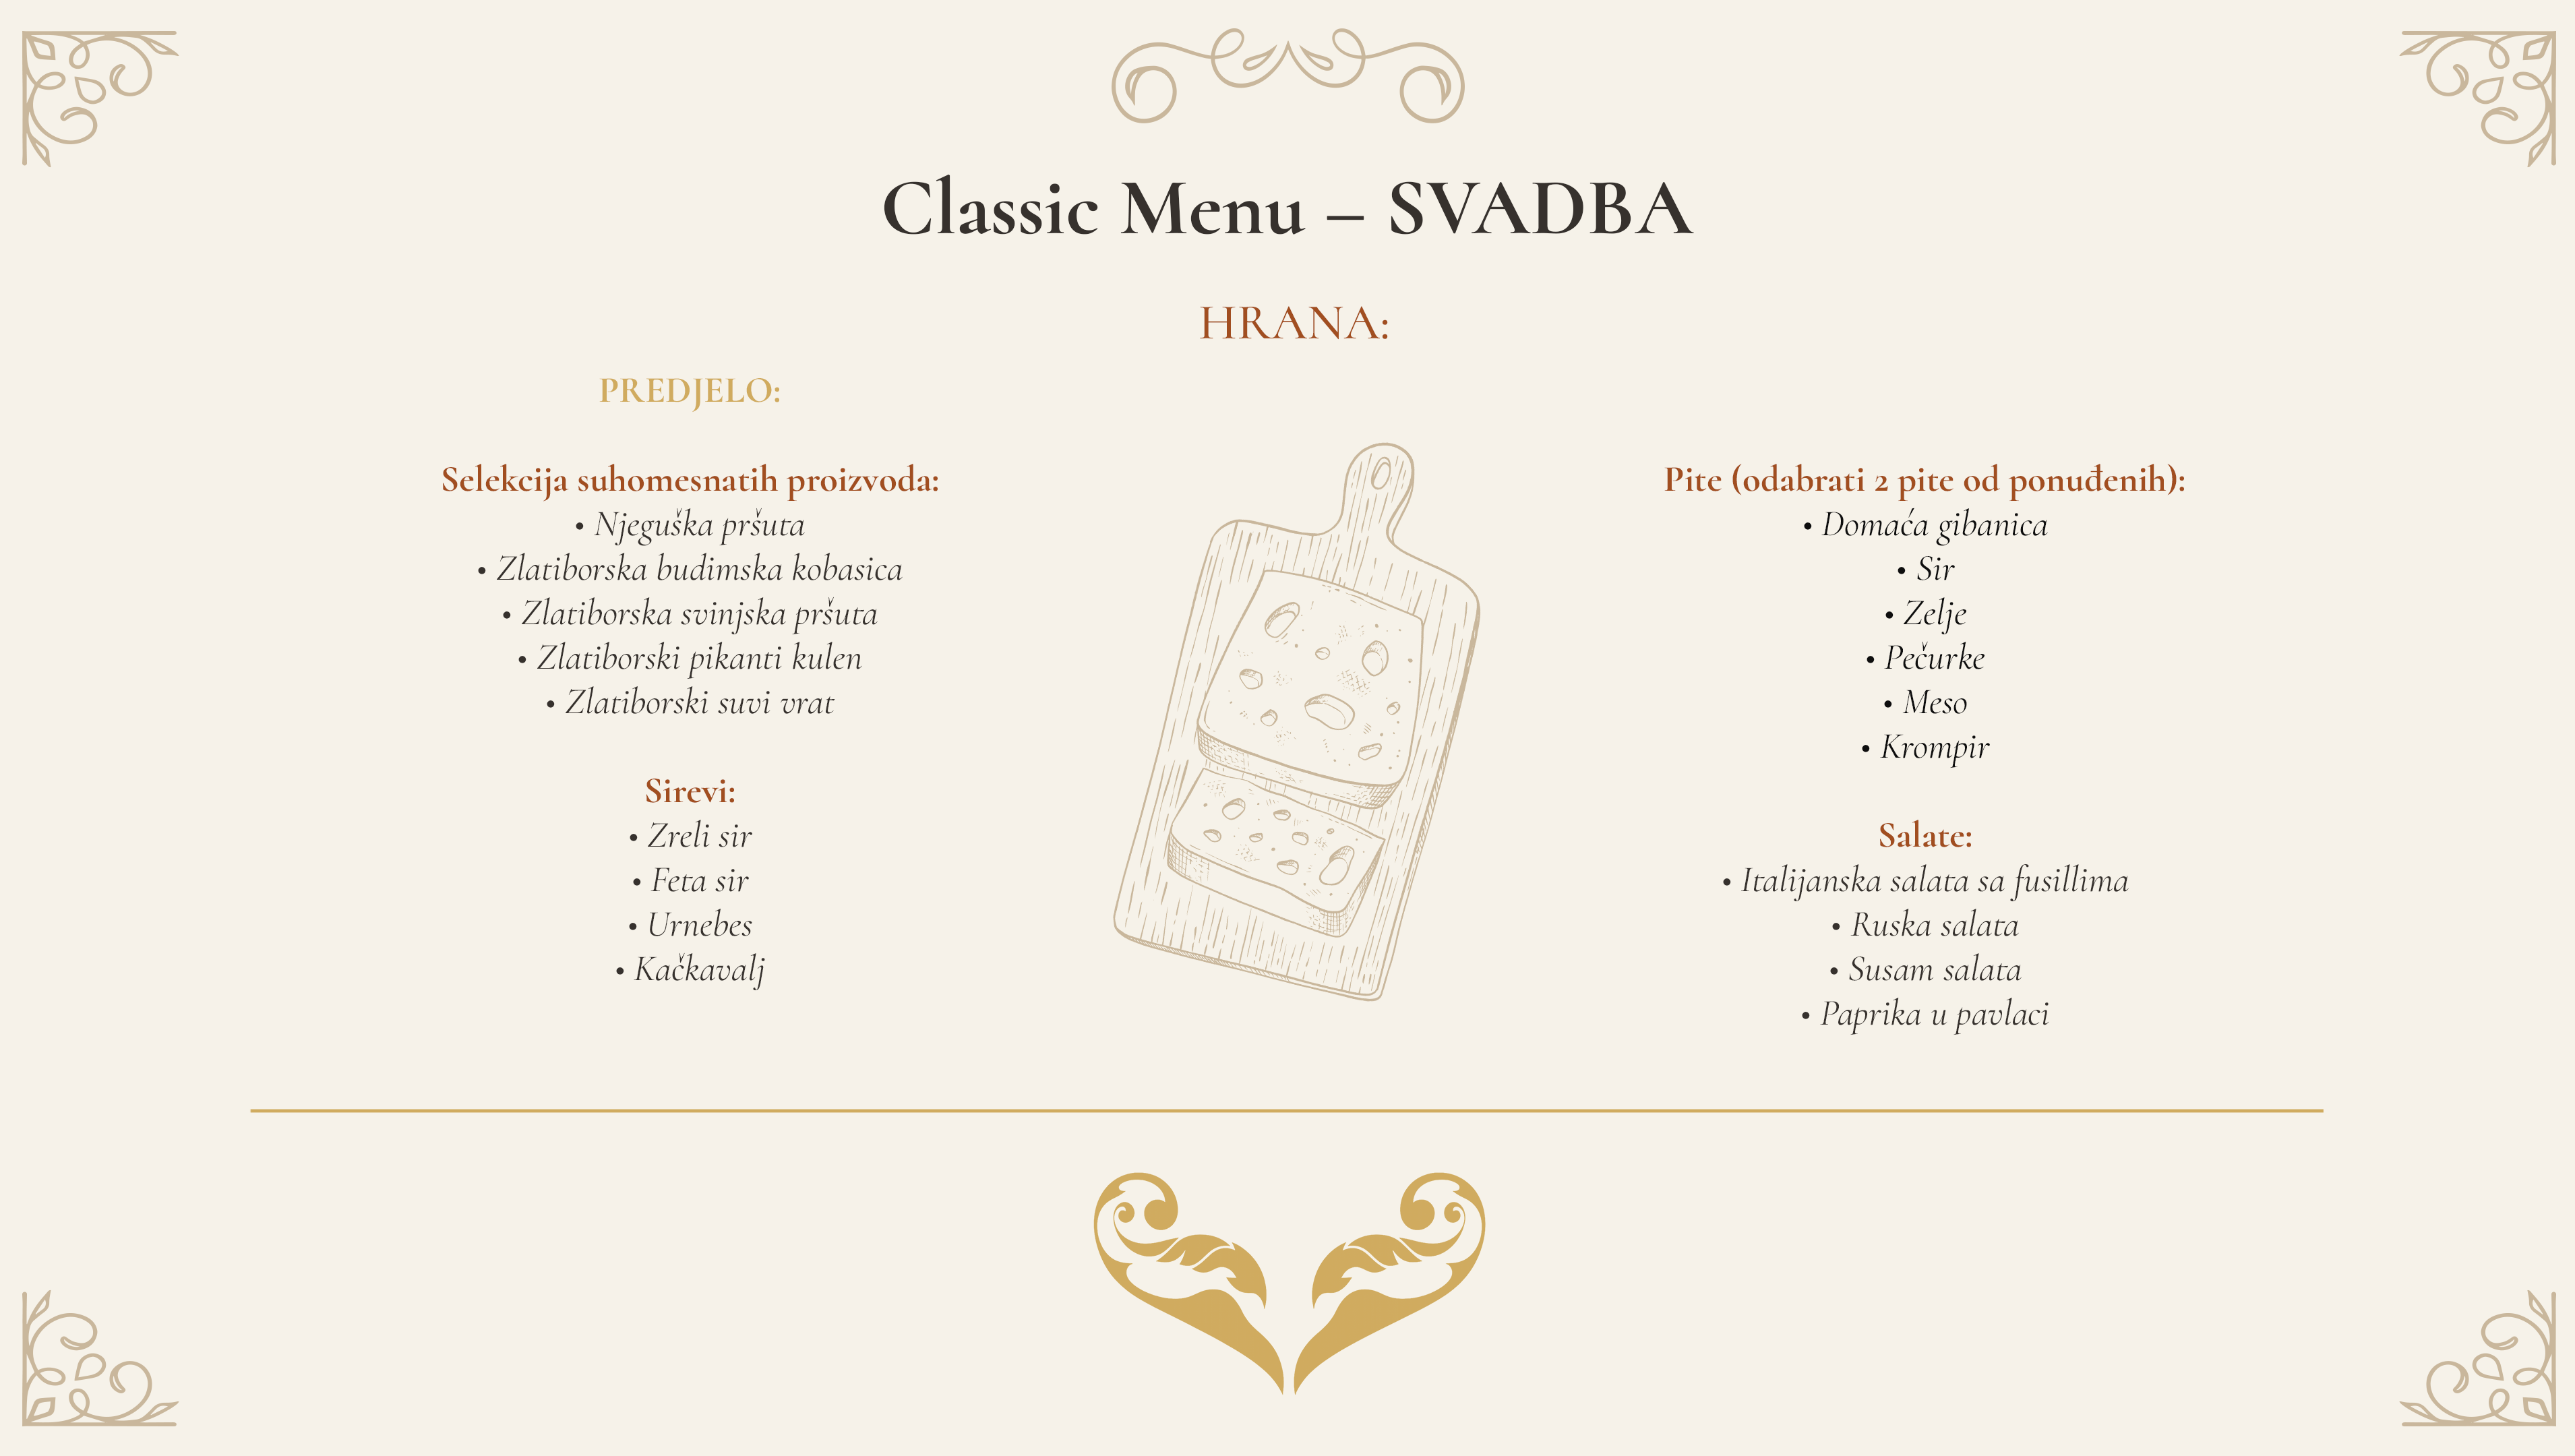 Classic Menu – SVADBA
HRANA:
PREDJELO:
Selekcija suhomesnatih proizvoda:
• Njeguška pršuta
• Zlatiborska budimska kobasica
• Zlatiborska svinjska pršuta
• Zlatiborski pikanti kulen
• Zlatiborski suvi vrat
Sirevi:
• Zreli sir
• Feta sir
• Urnebes
• Kačkavalj
Pite (odabrati 2 pite od ponuđenih):
• Domaća gibanica
• Sir
• Zelje
• Pečurke
• Meso
• Krompir
Salate:
• Italijanska salata sa fusillima
• Ruska salata
• Susam salata
• Paprika u pavlaci